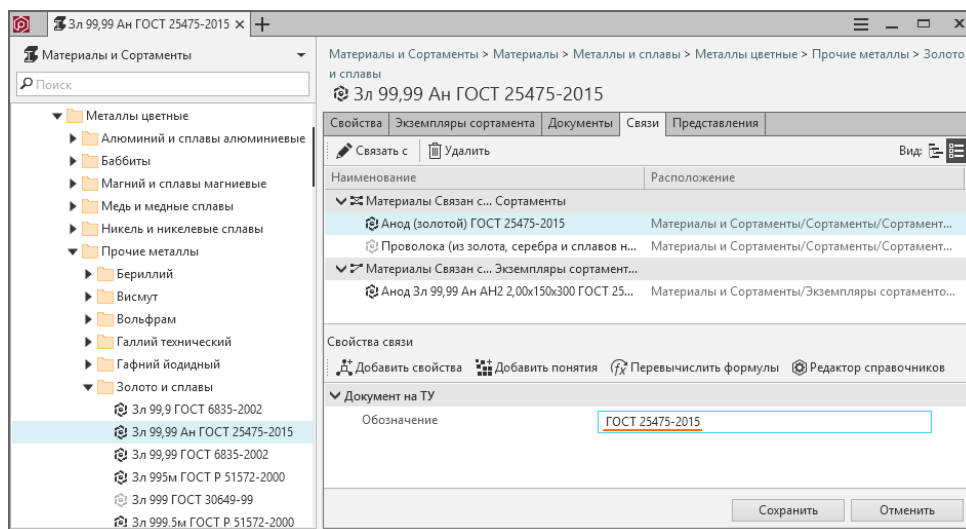 Зл 99,99 Ан ГОСТ 25475-2015
Материалы и Сортаменты
Поиск
Металлы цветные
Алюминий и сплавы алюминиевые
Баббиты
Магний и сплавы магниевые
Медь и медные сплавы
Никель и никелевые сплавы
Прочие металлы
Бериллий
Висмут
Вольфрам
Галлий технический
Гафний йодидный
Золото и сплавы
Зл 99,9 ГОСТ 6835-2002
Зл 99,99 Ан ГОСТ 25475-2015
Зл 99,99 ГОСТ 6835-2002
Зл 995м ГОСТ Р 51572-2000
Зл 999 ГОСТ 30649-99
Зл 999.5м ГОСТ Р 51572-2000
Материалы и Сортаменты > Материалы > Металлы и сплавы > Металлы цветные > Прочие металлы > Золото
и сплавы
Зл 99,99 Ан ГОСТ 25475-2015
Свойства Экземпляры сортамента Документы Связи Представления
Связать с Удалить Вид:
Наименование Расположение
Материалы Связан с... Сортаменты
Анод (золотой) ГОСТ 25475-2015 Материалы и Сортаменты/Сортаменты/Сортамент...
Проволока (из золота, серебра и сплавов н... Материалы и Сортаменты/Сортаменты/Сортамент...
Материалы Связан с... Экземпляры сортамент...
Анод Зл 99,99 Ан АН2 2,00x150x300 ГОСТ 25... Материалы и Сортаменты/Экземпляры сортаменто...
Свойства связи
Добавить свойства Добавить понятия Перевычислить формулы Редактор справочников
Документ на ТУ
Обозначение ГОСТ 25475-2015
Сохранить Отменить